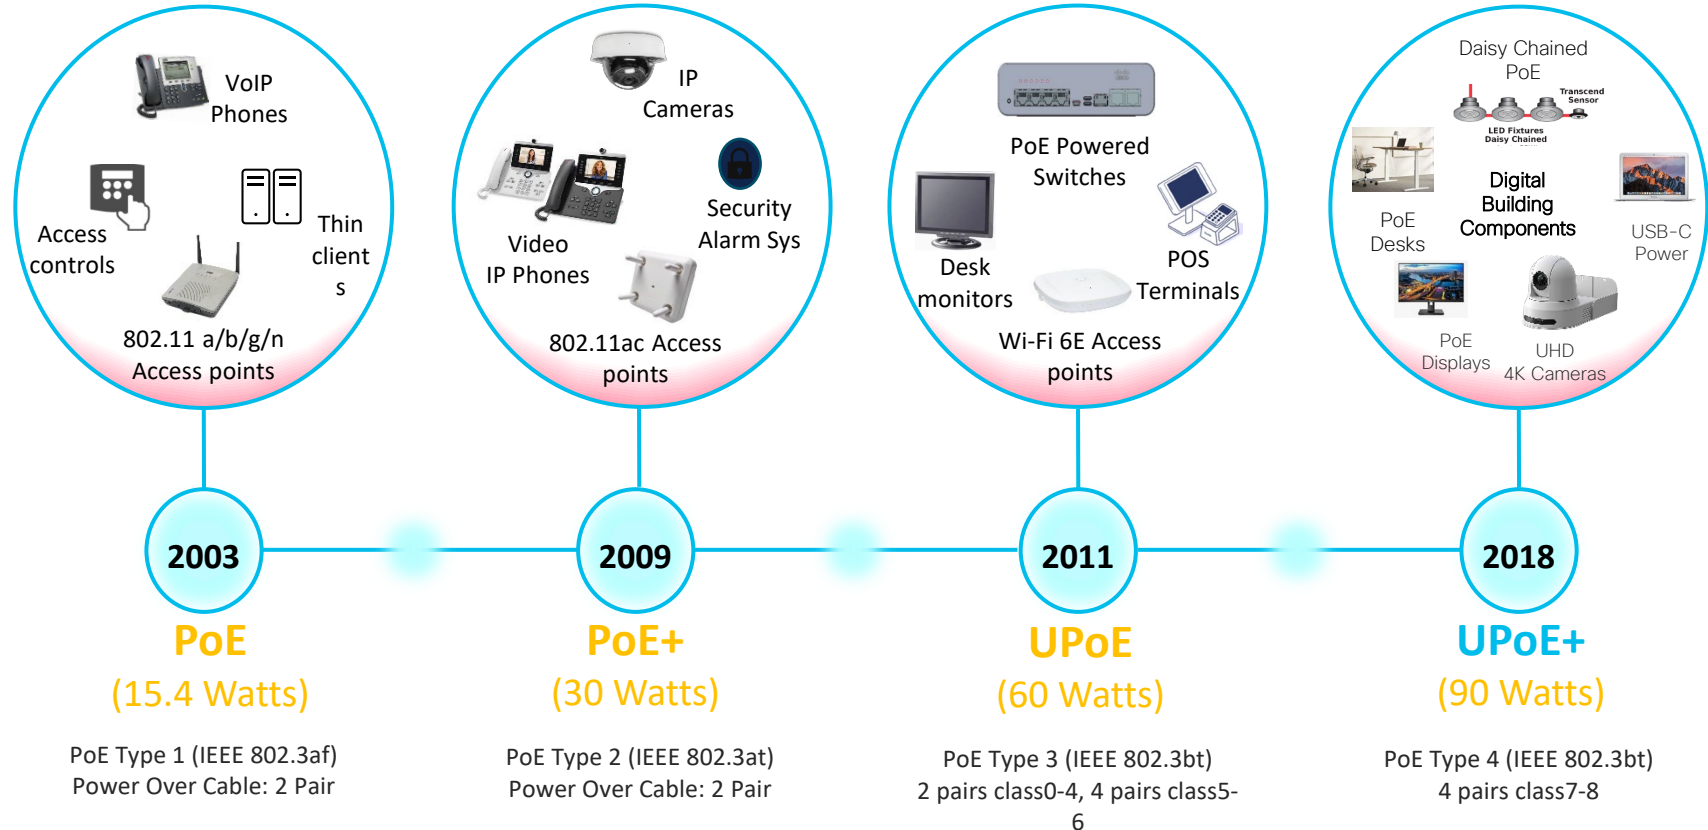 VoIP
Phones
Access
controls
Thin
client
s
802.11 a/b/g/n
Access points
IP
Cameras
Video
IP Phones
Security
Alarm Sys
802.11ac Access
points
PoE Powered
Switches
Desk
monitors
POS
Terminals
Wi-Fi 6E Access
points
Daisy Chained
PoE
Transcend
Sensor
LED Fixtures
Daisy Chained
Digital
Building
Components
PoE
Desks
USB-C
Power
PoE
Displays
UHD
4K Cameras
2003
2009
2011
2018
PoE
(15.4 Watts)
PoE Type 1 (IEEE 802.3af)
Power Over Cable: 2 Pair
PoE+
(30 Watts)
PoE Type 2 (IEEE 802.3at)
Power Over Cable: 2 Pair
UPoE
(60 Watts)
PoE Type 3 (IEEE 802.3bt)
2 pairs class0-4, 4 pairs class5-
6
UPoE+
(90 Watts)
PoE Type 4 (IEEE 802.3bt)
4 pairs class7-8